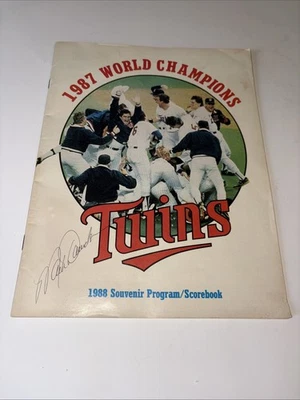 1987 WORLD CHAMPIONS
Twins
1988 Souvenir Program/Scorebook